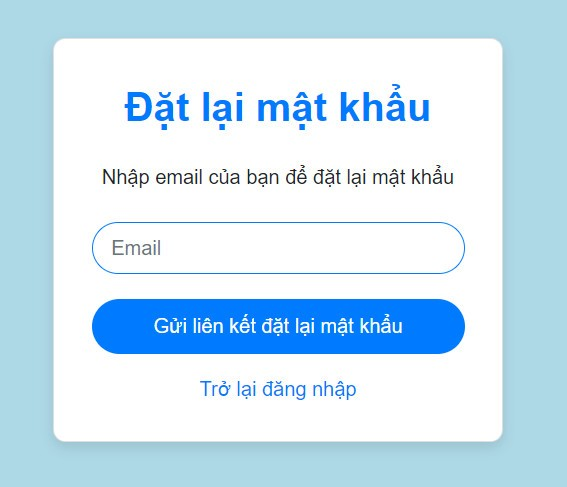 Đặt lại mật khẩu
Nhập email của bạn để đặt lại mật khẩu
Email
Gửi liên kết đặt lại mật khẩu
Trở lại đăng nhập